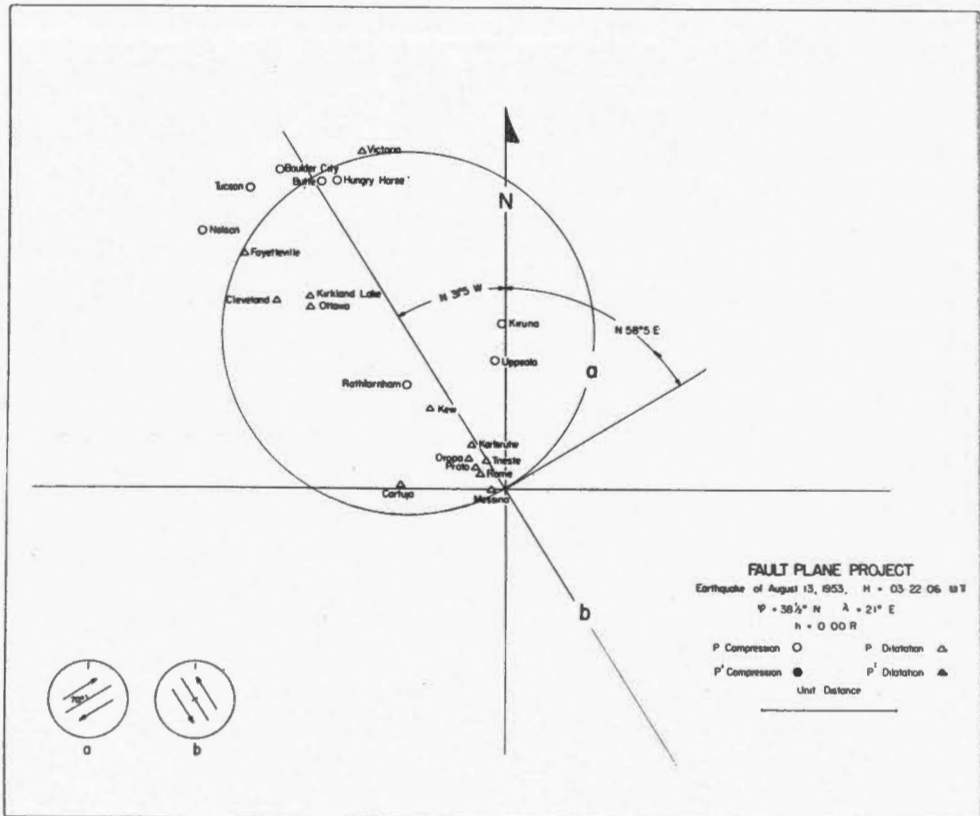 Victoria
Boulder City
Butte
Hungry Horse
Tucson
Nelson
Fayetteville
Kirkland Lake
Cleveland
Ottawa
N
N 31°5 W
N 58°5 E
Kiruna
Uppsala
a
Rathfarnham
Kew
Karlsruhe
Oropa
Trieste
Prato
Rome
Cartuja
Messina
b
FAULT PLANE PROJECT
Earthquake of August 13, 1953, H = 03 22 06 UT
φ = 38½° N λ = 21° E
h = 0.00 R
P Compression P Dilatation
P' Compression P' Dilatation
Unit Distance
a b